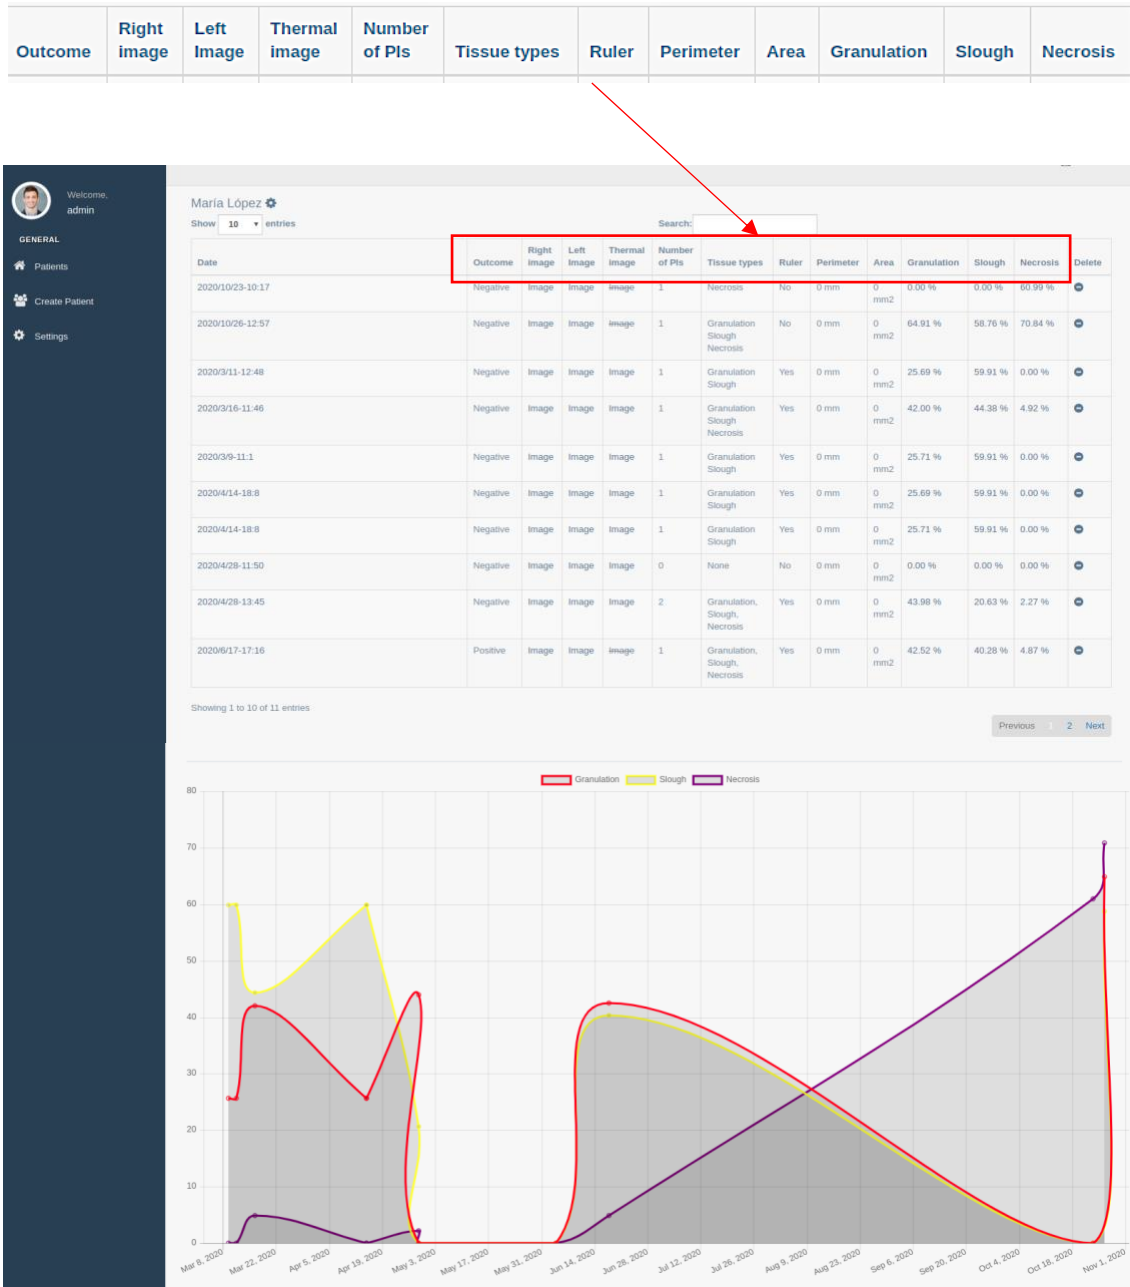 Outcome Right image Left Image Thermal image Number of PIs Tissue types Ruler Perimeter Area Granulation Slough Necrosis
Welcome,
admin
GENERAL
Patients
Create Patient
Settings
María López
Show 10 entries Search:
Date Outcome Right image Left Image Thermal image Number of PIs Tissue types Ruler Perimeter Area Granulation Slough Necrosis Delete
2020/10/23-10:17 Negative Image Image Image 1 Necrosis No 0 mm 0 mm2 0.00 % 0.00 % 60.99 %
2020/10/26-12:57 Negative Image Image Image 1 Granulation Slough Necrosis No 0 mm 0 mm2 64.91 % 58.76 % 70.84 %
2020/3/11-12:48 Negative Image Image Image 1 Granulation Slough Yes 0 mm 0 mm2 25.69 % 59.91 % 0.00 %
2020/3/16-11:46 Negative Image Image Image 1 Granulation Slough Necrosis Yes 0 mm 0 mm2 42.00 % 44.38 % 4.92 %
2020/3/9-11:1 Negative Image Image Image 1 Granulation Slough Yes 0 mm 0 mm2 25.71 % 59.91 % 0.00 %
2020/4/14-18:8 Negative Image Image Image 1 Granulation Slough Yes 0 mm 0 mm2 25.69 % 59.91 % 0.00 %
2020/4/14-18:8 Negative Image Image Image 1 Granulation Slough Yes 0 mm 0 mm2 25.71 % 59.91 % 0.00 %
2020/4/28-11:50 Negative Image Image Image 0 None No 0 mm 0 mm2 0.00 % 0.00 % 0.00 %
2020/4/28-13:45 Negative Image Image Image 2 Granulation, Slough, Necrosis Yes 0 mm 0 mm2 43.98 % 20.63 % 2.27 %
2020/6/17-17:16 Positive Image Image Image 1 Granulation, Slough, Necrosis Yes 0 mm 0 mm2 42.52 % 40.28 % 4.87 %
Showing 1 to 10 of 11 entries
Previous 1 2 Next
Granulation Slough Necrosis
80
70
60
50
40
30
20
10
0
Mar 8, 2020 Mar 22, 2020 Apr 5, 2020 Apr 19, 2020 May 3, 2020 May 17, 2020 May 31, 2020 Jun 14, 2020 Jun 28, 2020 Jul 12, 2020 Jul 26, 2020 Aug 9, 2020 Aug 23, 2020 Sep 6, 2020 Sep 20, 2020 Oct 4, 2020 Oct 18, 2020 Nov 1, 2020